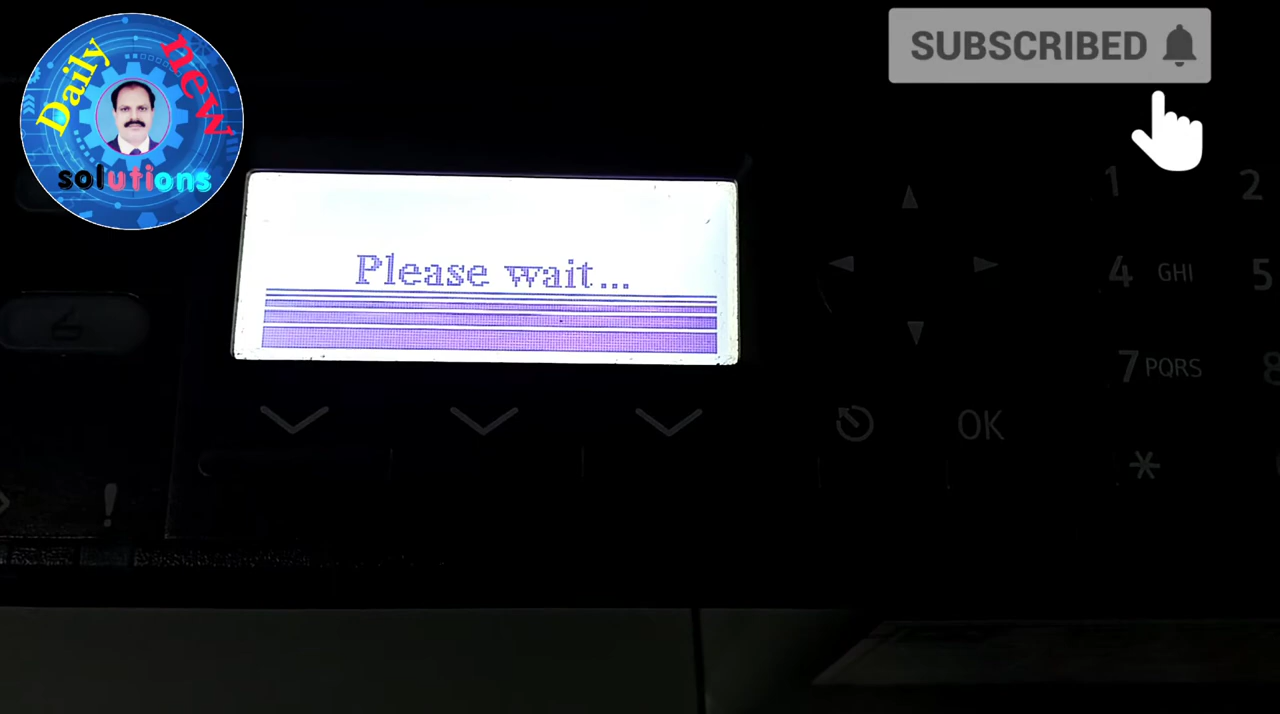 Daily new
solutions
SUBSCRIBED
Please wait...
1 2
4 GHI 5
7 PQRS 8
OK
*
!